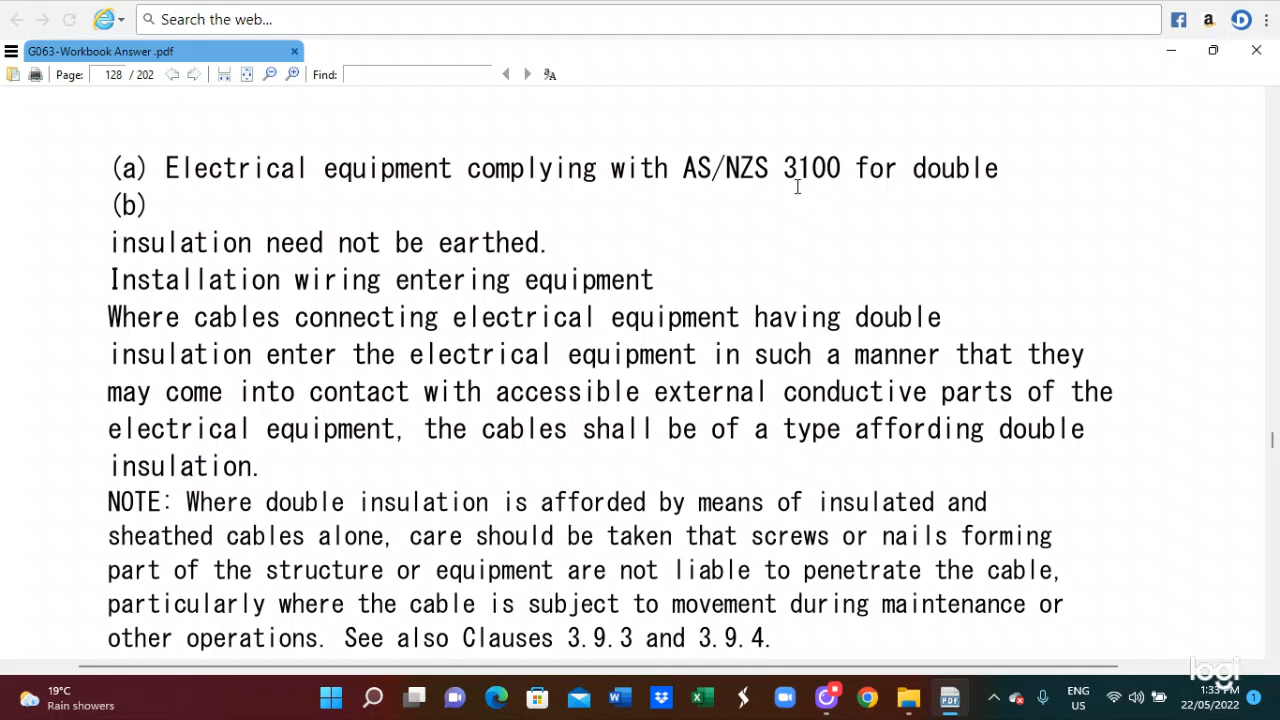 Search the web...
G063-Workbook Answer .pdf
Page: 128 / 202
Find:
(a) Electrical equipment complying with AS/NZS 3100 for double
(b)
insulation need not be earthed.
Installation wiring entering equipment
Where cables connecting electrical equipment having double
insulation enter the electrical equipment in such a manner that they
may come into contact with accessible external conductive parts of the
electrical equipment, the cables shall be of a type affording double
insulation.
NOTE: Where double insulation is afforded by means of insulated and
sheathed cables alone, care should be taken that screws or nails forming
part of the structure or equipment are not liable to penetrate the cable,
particularly where the cable is subject to movement during maintenance or
other operations. See also Clauses 3.9.3 and 3.9.4.
logi
19°C
Rain showers
ENG
US
1:33 PM
22/05/2022